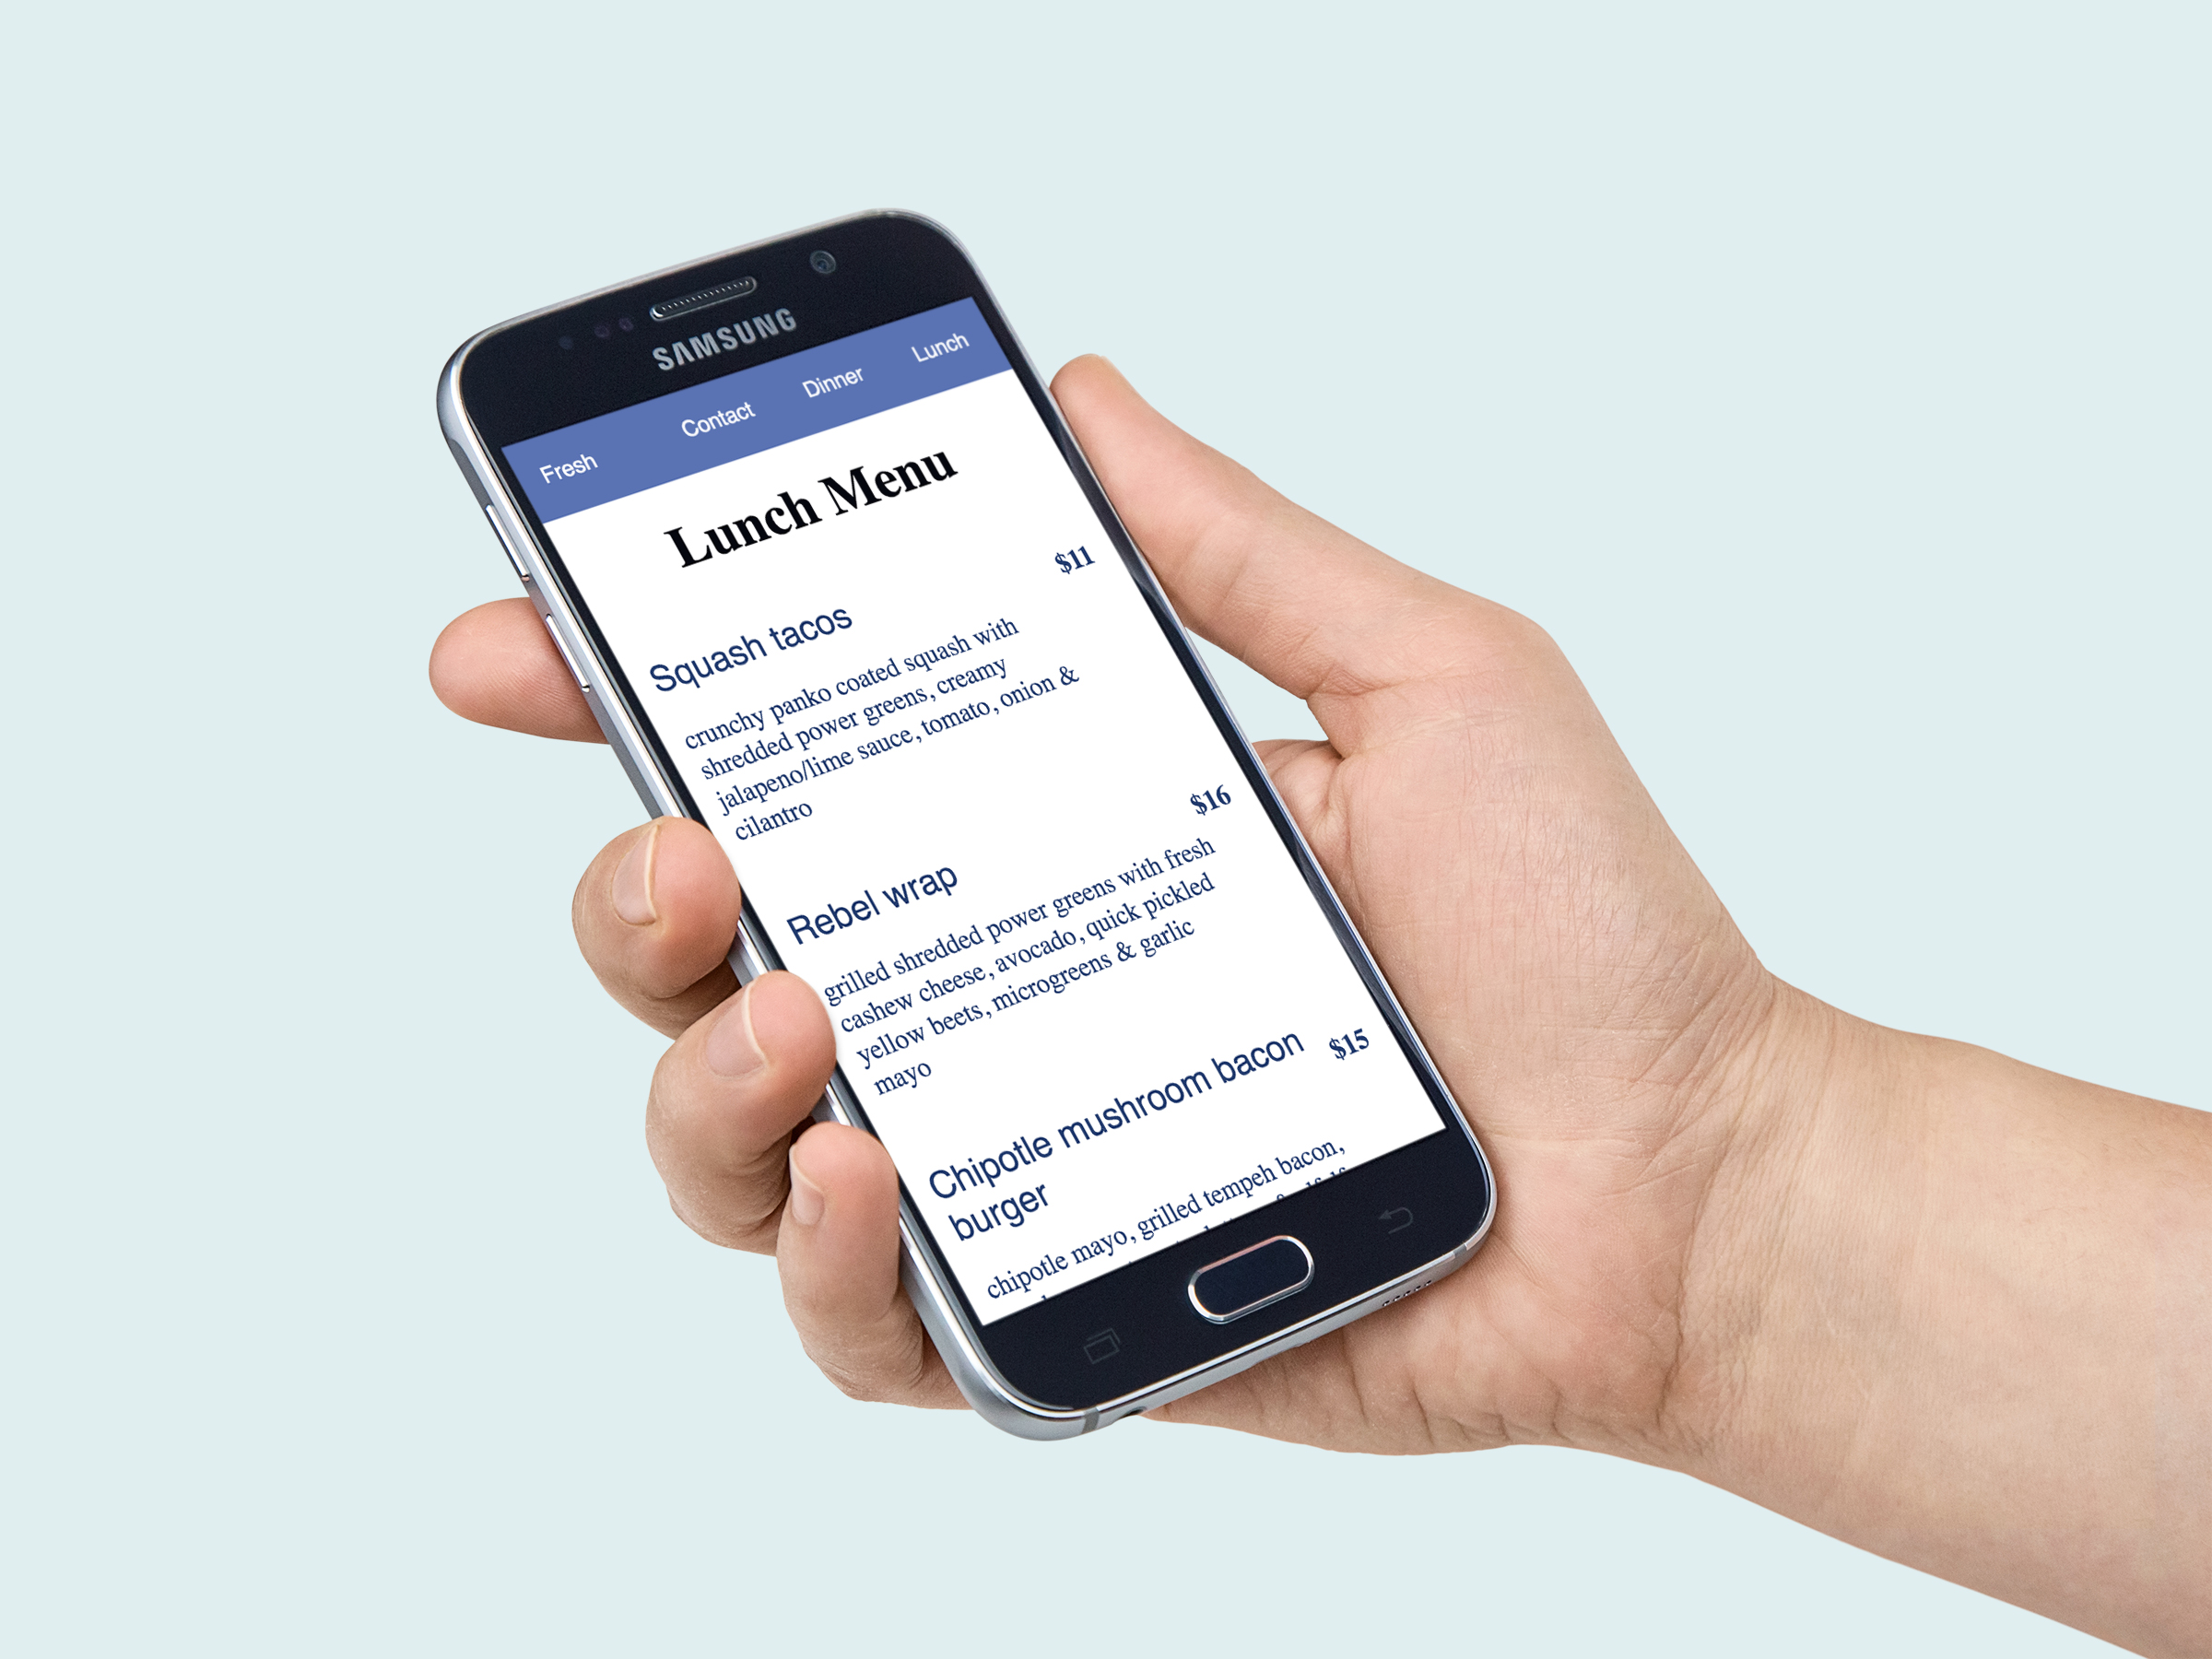 SAMSUNG
Fresh
Contact
Dinner
Lunch
Lunch Menu
Squash tacos
$11
crunchy panko coated squash with
shredded power greens, creamy
jalapeno/lime sauce, tomato, onion &
cilantro
Rebel wrap
$16
grilled shredded power greens with fresh
cashew cheese, avocado, quick pickled
yellow beets, microgreens & garlic
mayo
Chipotle mushroom bacon
burger
$15
chipotle mayo, grilled tempeh bacon,